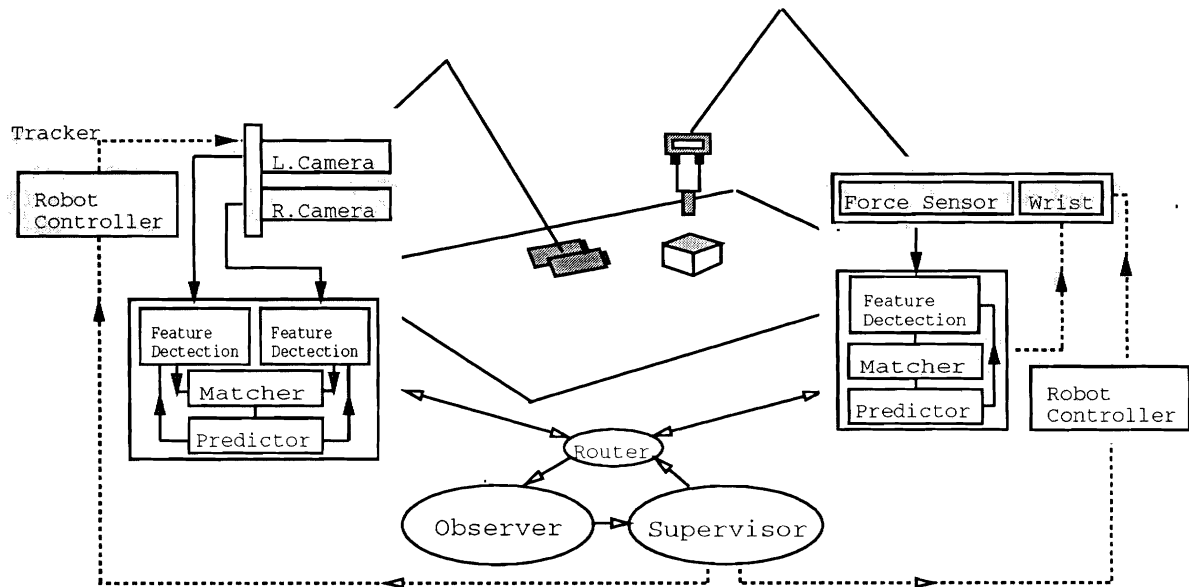 Tracker
L.Camera
R.Camera
Robot
Controller
Force Sensor
Wrist
Feature
Dectection
Feature
Dectection
Matcher
Predictor
Feature
Dectection
Matcher
Predictor
Robot
Controller
Router
Observer
Supervisor